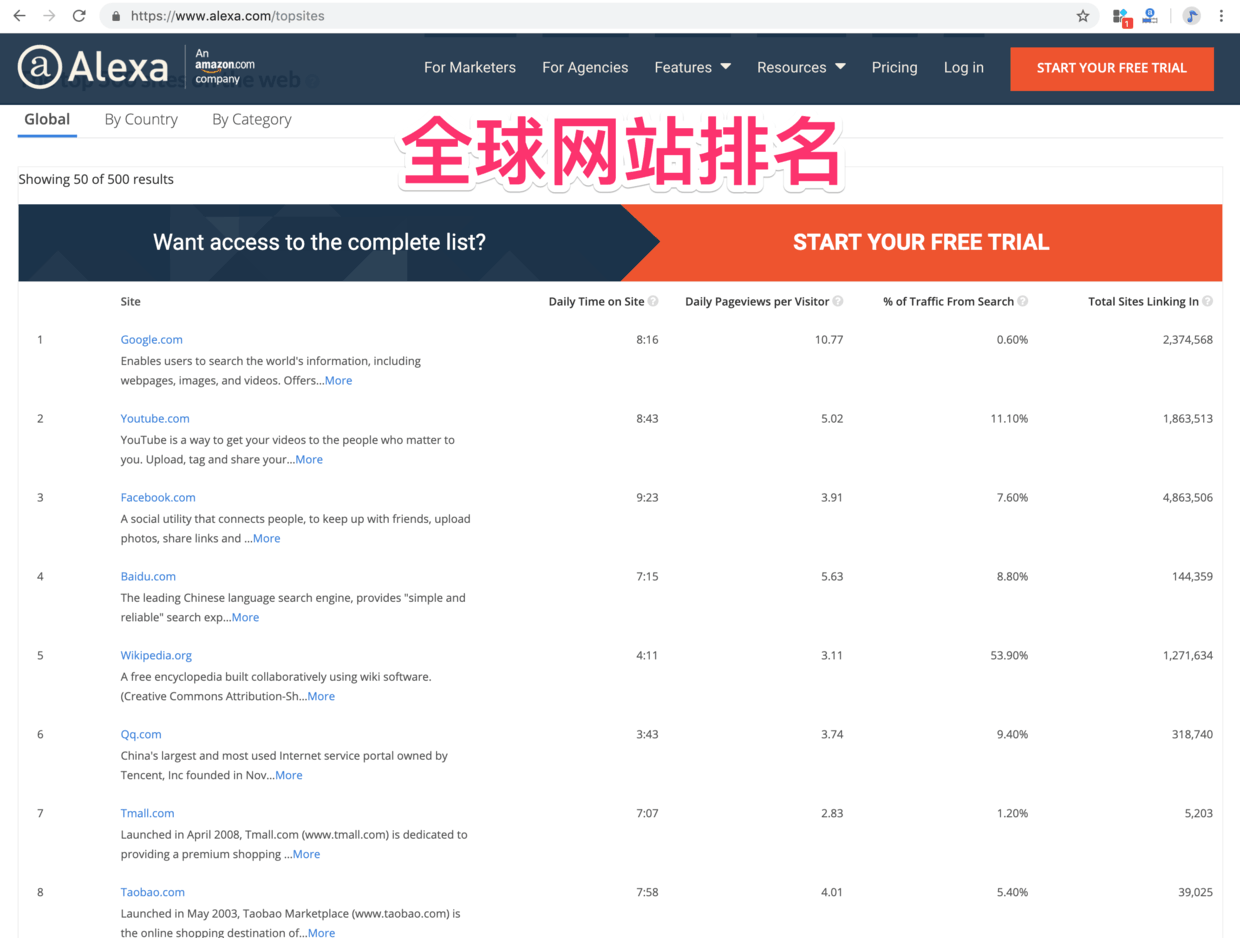 https://www.alexa.com/topsites
1
Alexa
An
amazon.com
company
For Marketers
For Agencies
Features
Resources
Pricing
Log in
START YOUR FREE TRIAL
Global
By Country
By Category
全球网站排名
Showing 50 of 500 results
Want access to the complete list?
START YOUR FREE TRIAL
Site Daily Time on Site Daily Pageviews per Visitor % of Traffic From Search Total Sites Linking In
1 Google.com 8:16 10.77 0.60% 2,374,568
Enables users to search the world's information, including
webpages, images, and videos. Offers...More
2 Youtube.com 8:43 5.02 11.10% 1,863,513
YouTube is a way to get your videos to the people who matter to
you. Upload, tag and share your...More
3 Facebook.com 9:23 3.91 7.60% 4,863,506
A social utility that connects people, to keep up with friends, upload
photos, share links and ...More
4 Baidu.com 7:15 5.63 8.80% 144,359
The leading Chinese language search engine, provides "simple and
reliable" search exp...More
5 Wikipedia.org 4:11 3.11 53.90% 1,271,634
A free encyclopedia built collaboratively using wiki software.
(Creative Commons Attribution-Sh...More
6 Qq.com 3:43 3.74 9.40% 318,740
China's largest and most used Internet service portal owned by
Tencent, Inc founded in Nov...More
7 Tmall.com 7:07 2.83 1.20% 5,203
Launched in April 2008, Tmall.com (www.tmall.com) is dedicated to
providing a premium shopping ...More
8 Taobao.com 7:58 4.01 5.40% 39,025
Launched in May 2003, Taobao Marketplace (www.taobao.com) is
the online shopping destination of...More